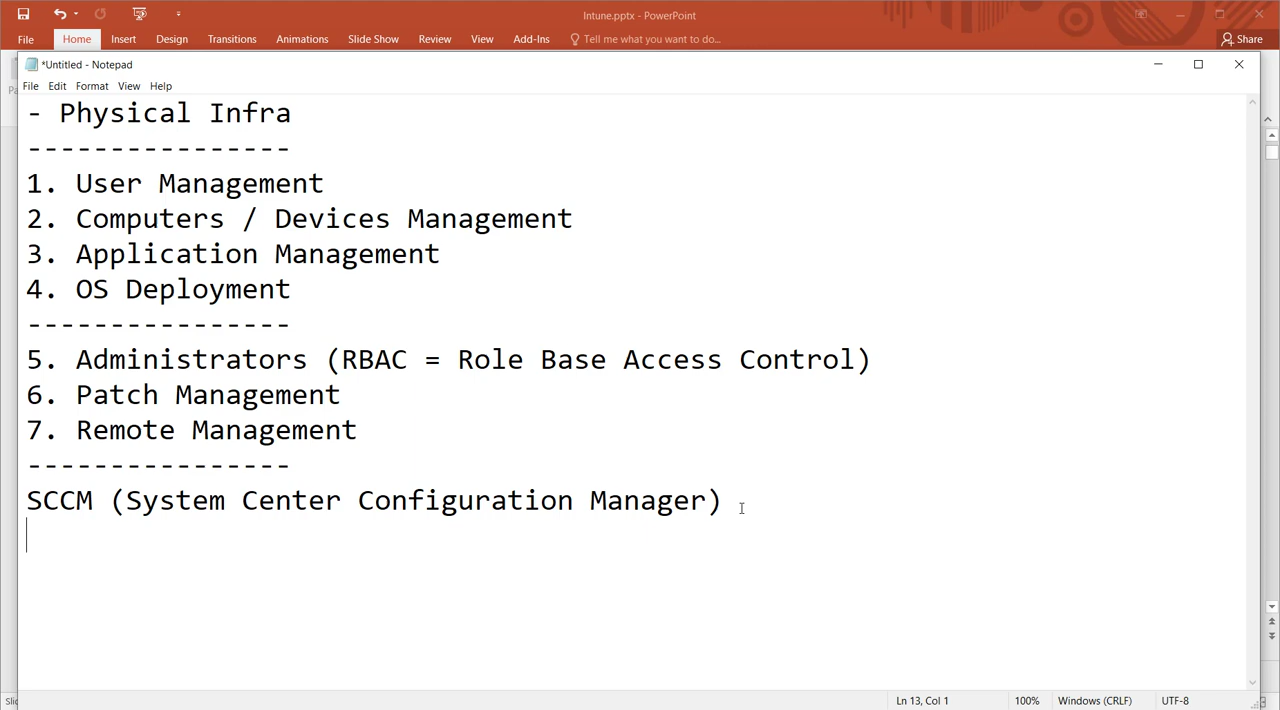 Intune.pptx - PowerPoint
File Home Insert Design Transitions Animations Slide Show Review View Add-Ins Tell me what you want to do... Share
*Untitled - Notepad
File Edit Format View Help
- Physical Infra
----------------
1. User Management
2. Computers / Devices Management
3. Application Management
4. OS Deployment
----------------
5. Administrators (RBAC = Role Base Access Control)
6. Patch Management
7. Remote Management
----------------
SCCM (System Center Configuration Manager)
Ln 13, Col 1 100% Windows (CRLF) UTF-8